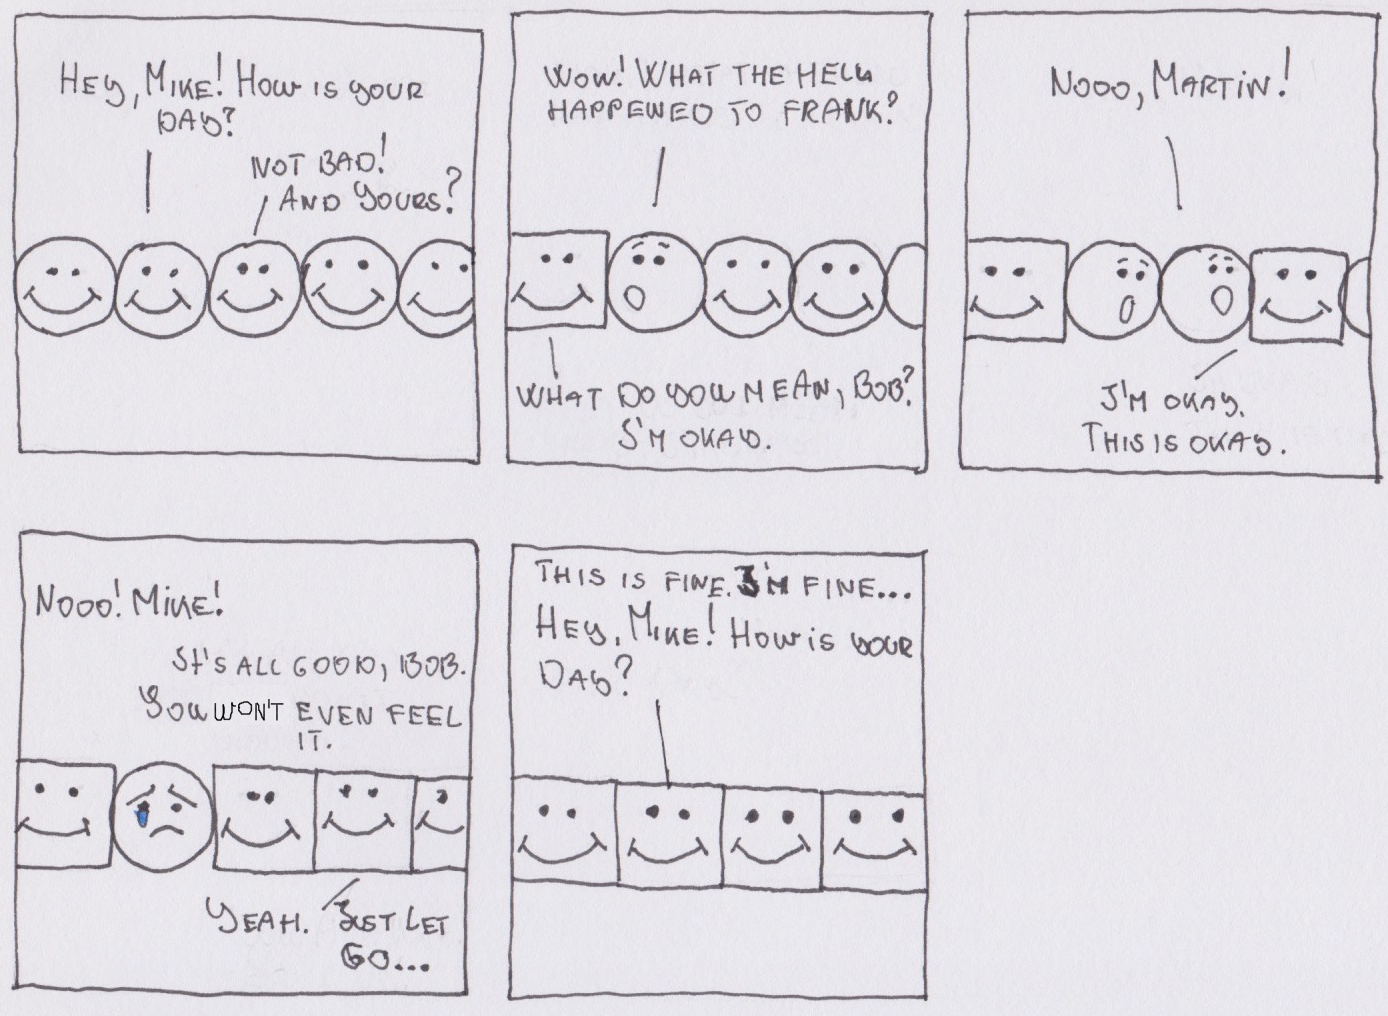 HEY, MIKE! HOW IS YOUR
DAY?
NOT BAD!
AND YOURS?
WOW! WHAT THE HELL
HAPPEWED TO FRANK?
WHAT DO YOU MEAN, BOB?
I'M OKAY.
NOOO, MARTIN!
I'M OKAY.
THIS IS OKAY.
NOOO! MIKE!
IT'S ALL GOOD, BOB.
YOU WON'T EVEN FEEL
IT.
YEAH. JUST LET
GO...
THIS IS FINE. I'M FINE...
HEY, MIKE! HOW IS YOUR
DAY?